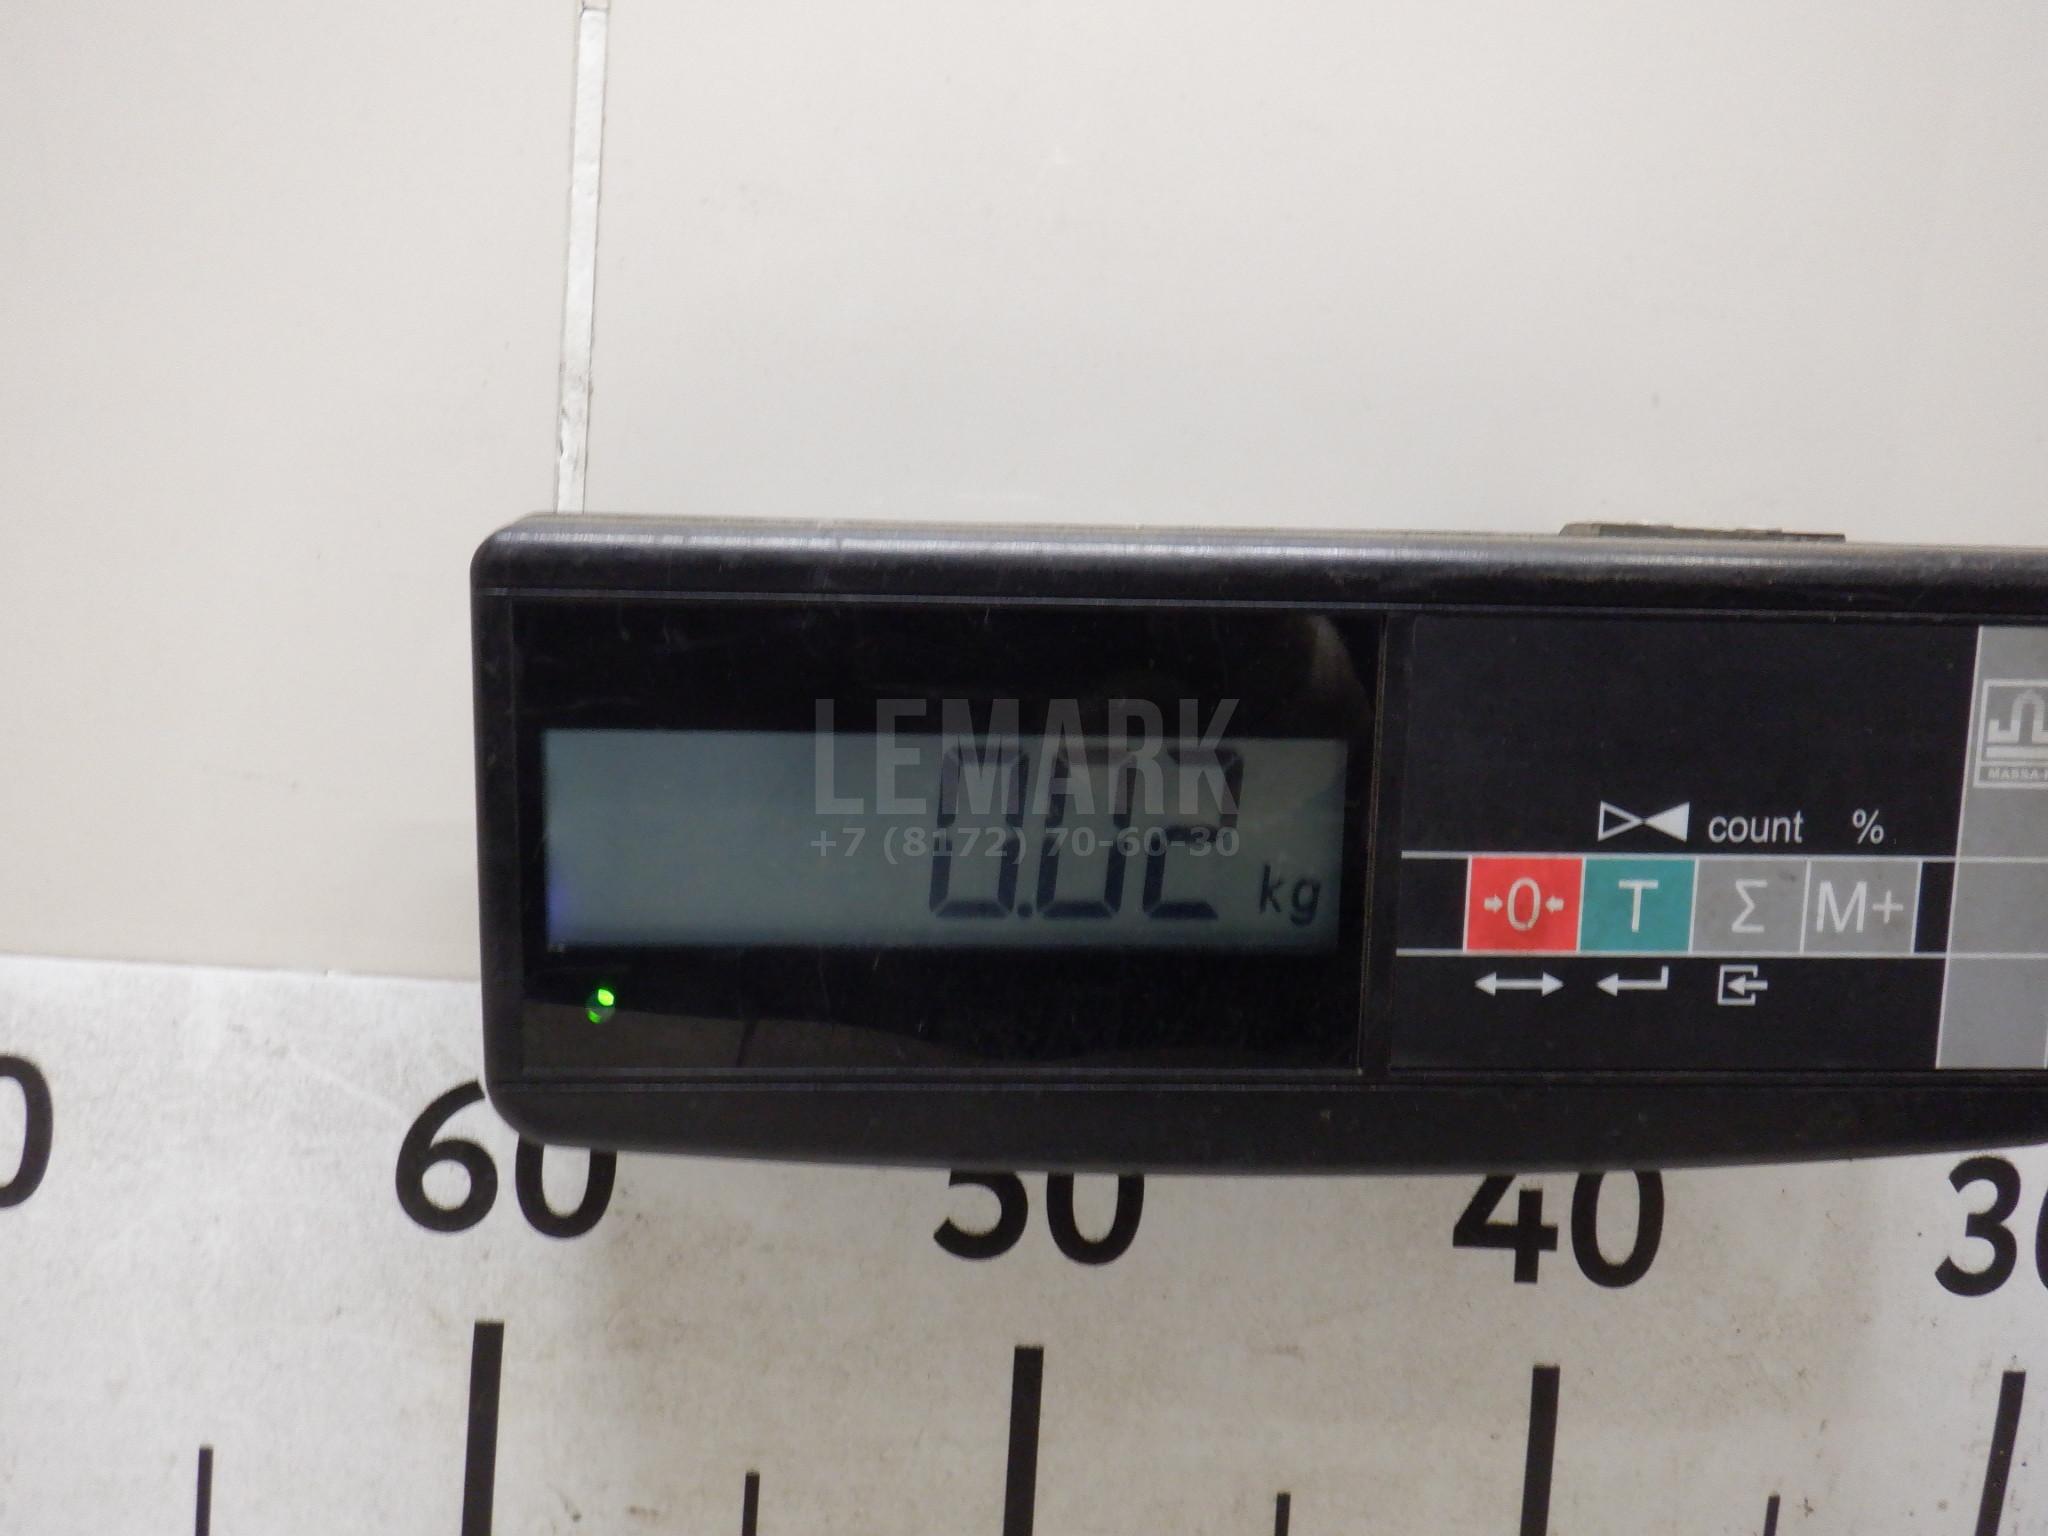 LEMARK
+7 (8172) 70-60-30
0.02 kg
count %
→0← T Σ M+
60 50 40